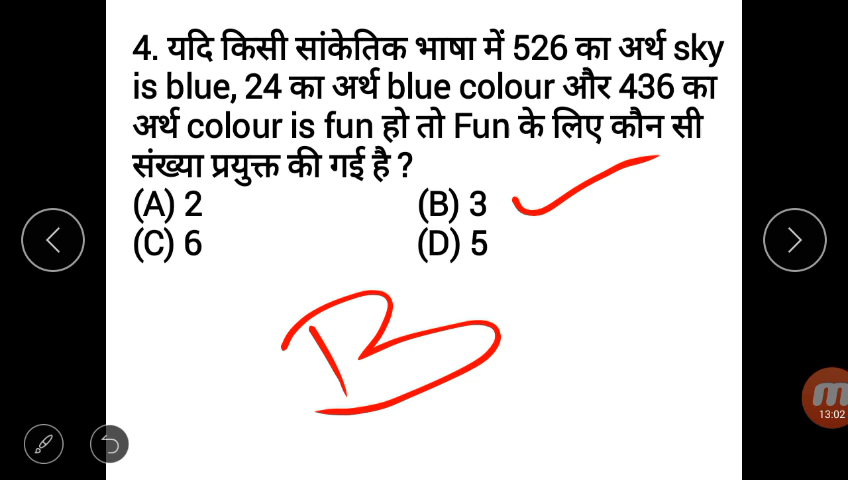 4. यदि किसी सांकेतिक भाषा में 526 का अर्थ sky
is blue, 24 का अर्थ blue colour और 436 का
अर्थ colour is fun हो तो Fun के लिए कौन सी
संख्या प्रयुक्त की गई है ?
(A) 2 (B) 3
(C) 6 (D) 5
B
13:02